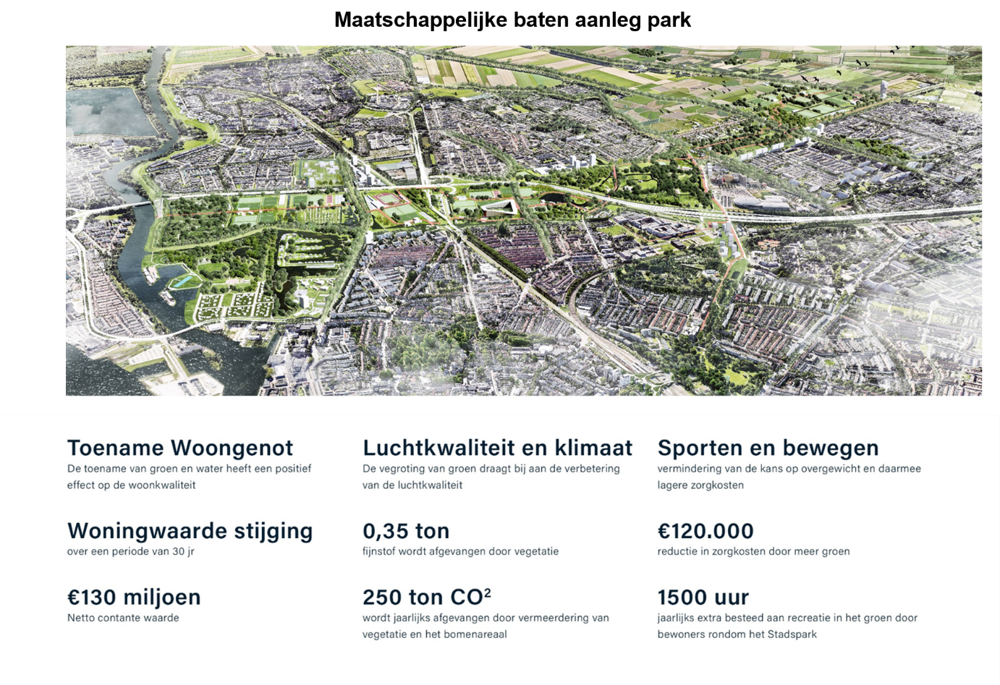 Maatschappelijke baten aanleg park
Toename Woongenot
De toename van groen en water heeft een positief
effect op de woonkwaliteit
Woningwaarde stijging
over een periode van 30 jr
€130 miljoen
Netto contante waarde
Luchtkwaliteit en klimaat
De vegroting van groen draagt bij aan de verbetering
van de luchtkwaliteit
0,35 ton
fijnstof wordt afgevangen door vegetatie
250 ton CO²
wordt jaarlijks afgevangen door vermeerdering van
vegetatie en het bomenareaal
Sporten en bewegen
vermindering van de kans op overgewicht en daarmee
lagere zorgkosten
€120.000
reductie in zorgkosten door meer groen
1500 uur
jaarlijks extra besteed aan recreatie in het groen door
bewoners rondom het Stadspark